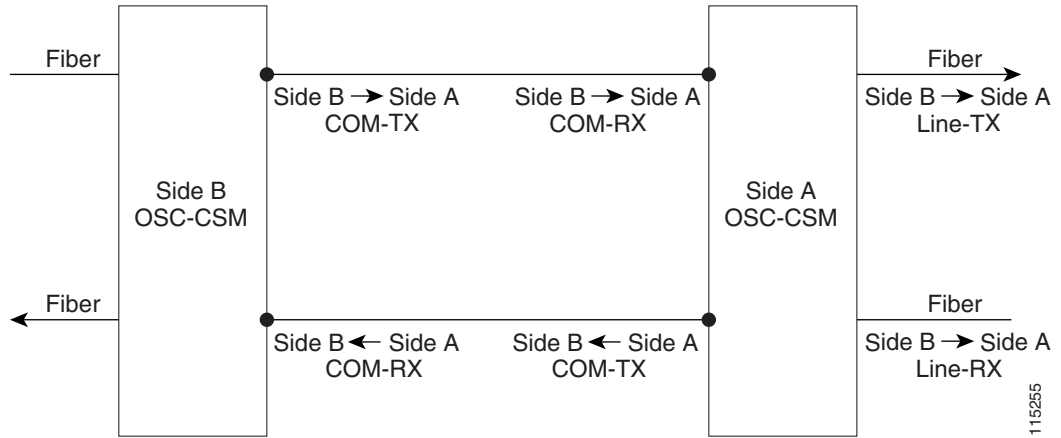 Fiber
Fiber
Side B → Side A
COM-TX
Side B → Side A
COM-RX
Side B → Side A
Line-TX
Side B
OSC-CSM
Side A
OSC-CSM
Fiber
Fiber
Side B ← Side A
COM-RX
Side B ← Side A
COM-TX
Side B → Side A
Line-RX
115255